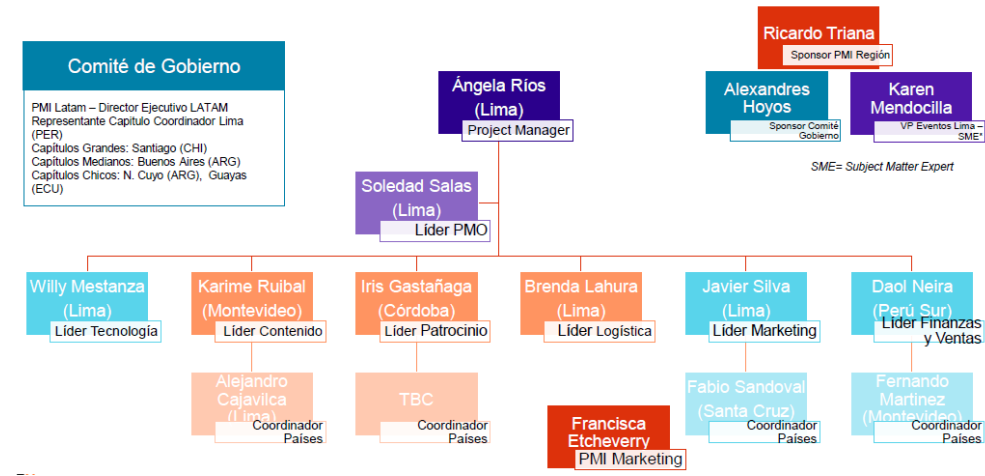 Comité de Gobierno
PMI Latam – Director Ejecutivo LATAM
Representante Capitulo Coordinador Lima
(PER)
Capítulos Grandes: Santiago (CHI)
Capítulos Medianos: Buenos Aires (ARG)
Capítulos Chicos: N. Cuyo (ARG), Guayas
(ECU)
Ángela Ríos
(Lima)
Project Manager
Ricardo Triana
Sponsor PMI Región
Alexandres
Hoyos
Sponsor Comité
Gobierno
Karen
Mendocilla
VP Eventos Lima –
SME*
SME= Subject Matter Expert
Soledad Salas
(Lima)
Líder PMO
Willy Mestanza
(Lima)
Líder Tecnología
Karime Ruibal
(Montevideo)
Líder Contenido
Iris Gastañaga
(Córdoba)
Líder Patrocinio
Brenda Lahura
(Lima)
Líder Logística
Javier Silva
(Lima)
Líder Marketing
Daol Neira
(Perú Sur)
Líder Finanzas
y Ventas
Alejandro
Cajavilca
(Lima)
Coordinador
Países
TBC
Coordinador
Países
Francisca
Etcheverry
PMI Marketing
Fabio Sandoval
(Santa Cruz)
Coordinador
Países
Fernando
Martinez
(Montevideo)
Coordinador
Países